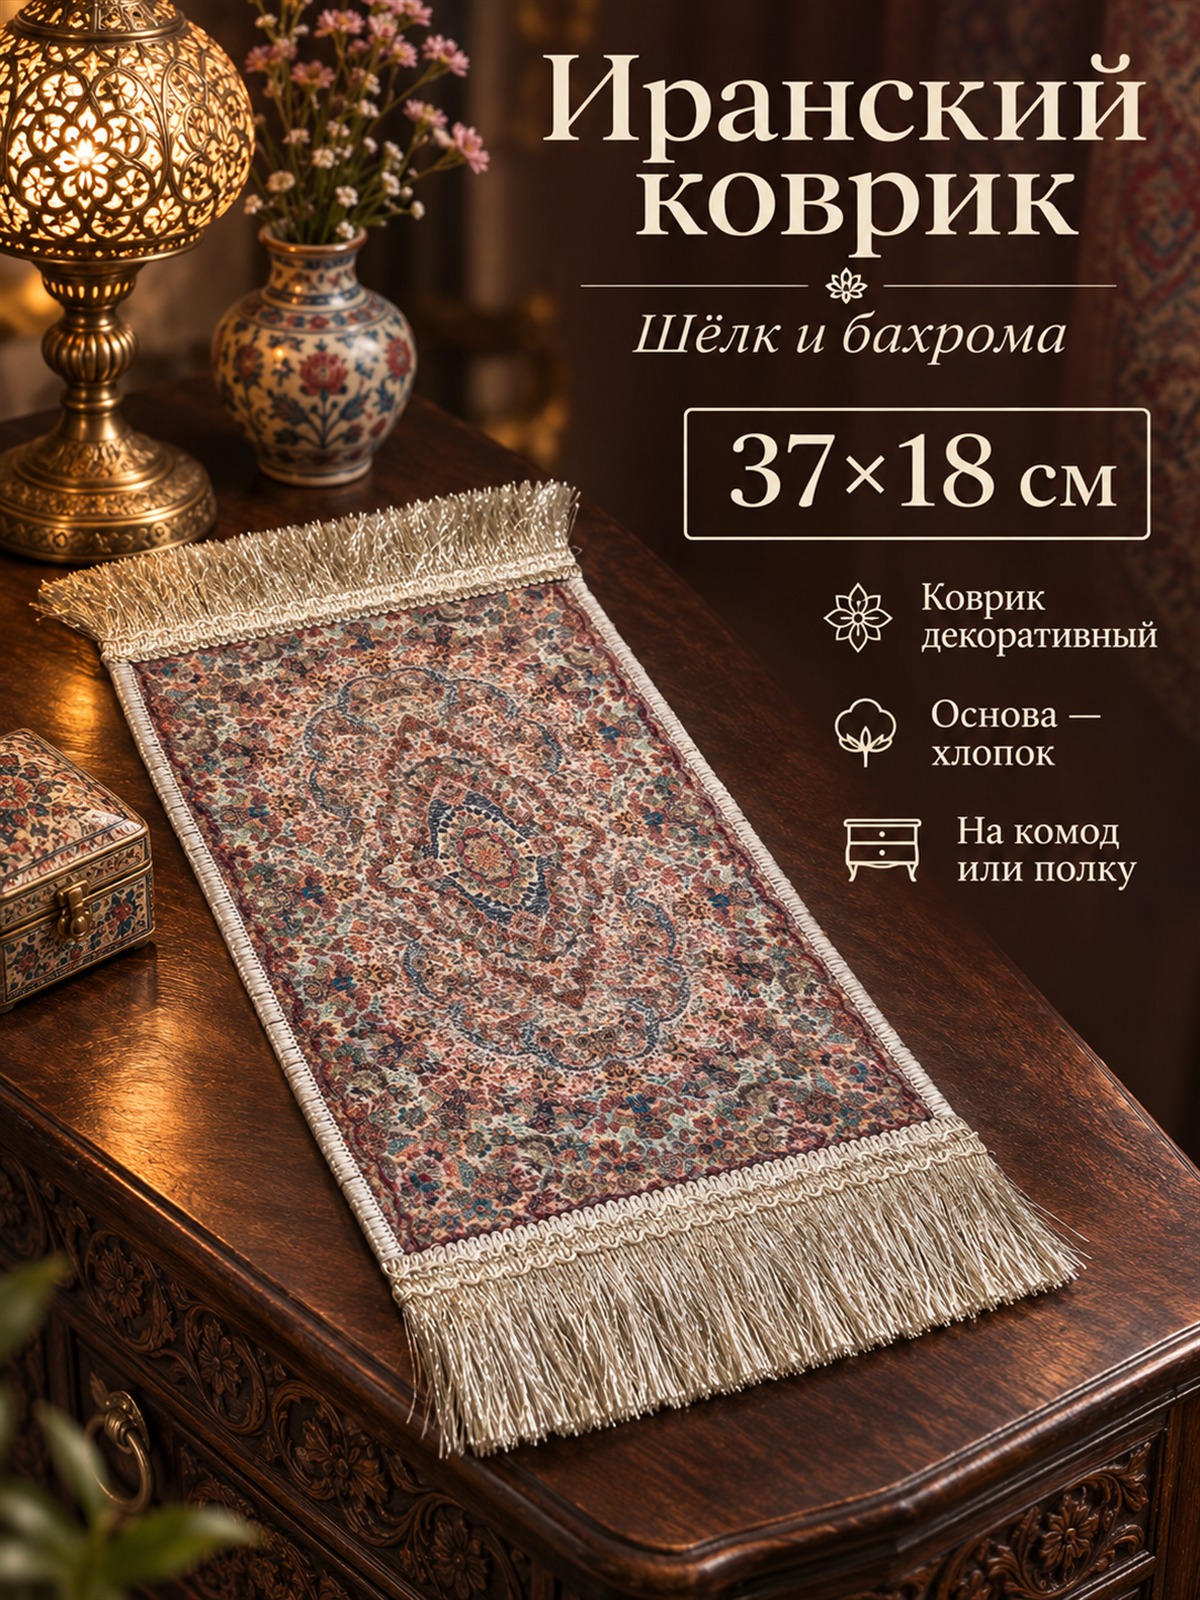 Иранский
коврик
Шёлк и бахрома
37×18 см
Коврик
декоративный
Основа —
хлопок
На комод
или полку